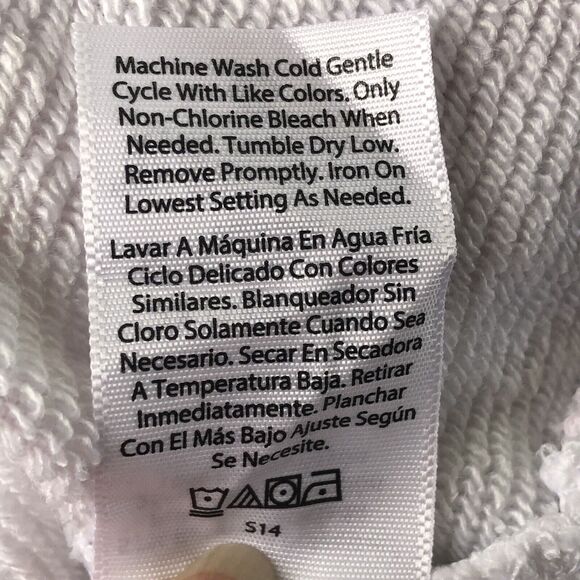 Machine Wash Cold Gentle
Cycle With Like Colors. Only
Non-Chlorine Bleach When
Needed. Tumble Dry Low.
Remove Promptly. Iron On
Lowest Setting As Needed.
Lavar A Máquina En Agua Fría
Ciclo Delicado Con Colores
Similares. Blanqueador Sin
Cloro Solamente Cuando Sea
Necesario. Secar En Secadora
A Temperatura Baja. Retirar
Inmediatamente. Planchar
Con El Más Bajo Ajuste Según
Se Necesite.
S14